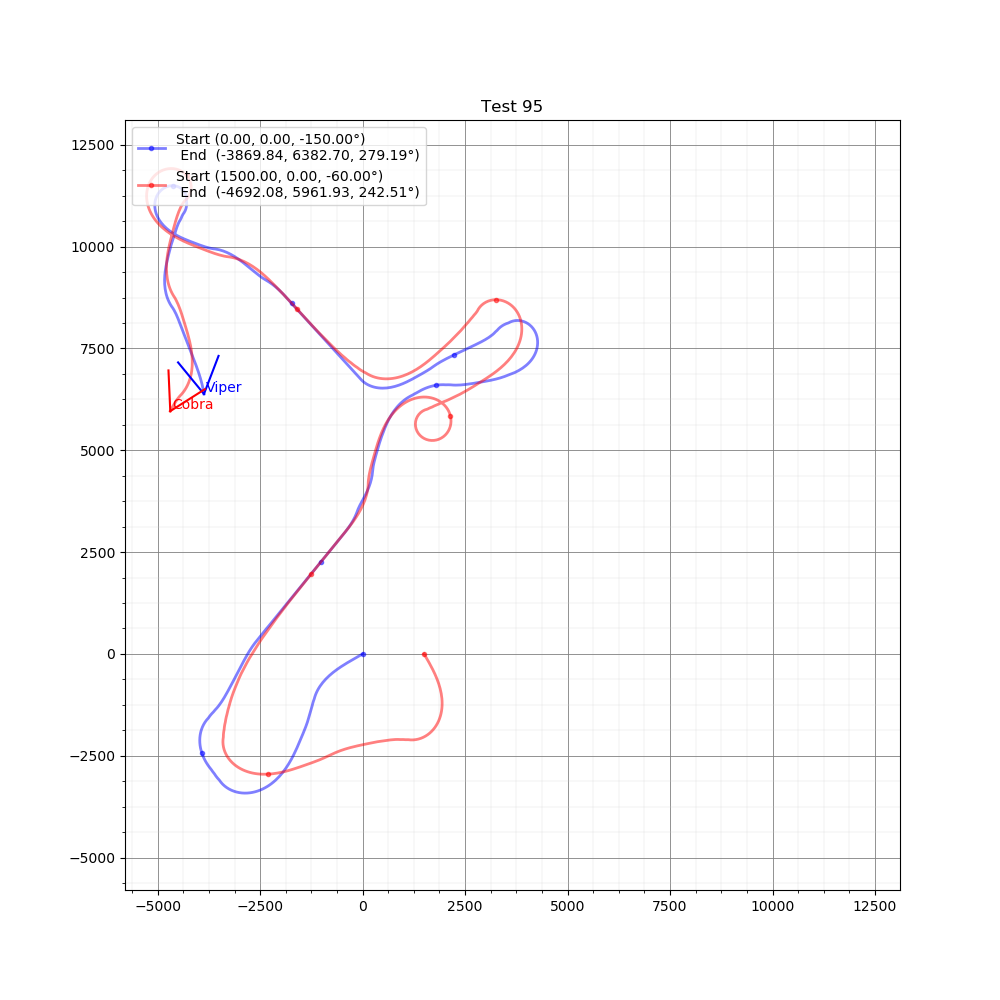 Test 95
Start (0.00, 0.00, -150.00°)
End (-3869.84, 6382.70, 279.19°)
Start (1500.00, 0.00, -60.00°)
End (-4692.08, 5961.93, 242.51°)
12500
10000
7500
5000
2500
0
−2500
−5000
Viper
Cobra
−5000 −2500 0 2500 5000 7500 10000 12500